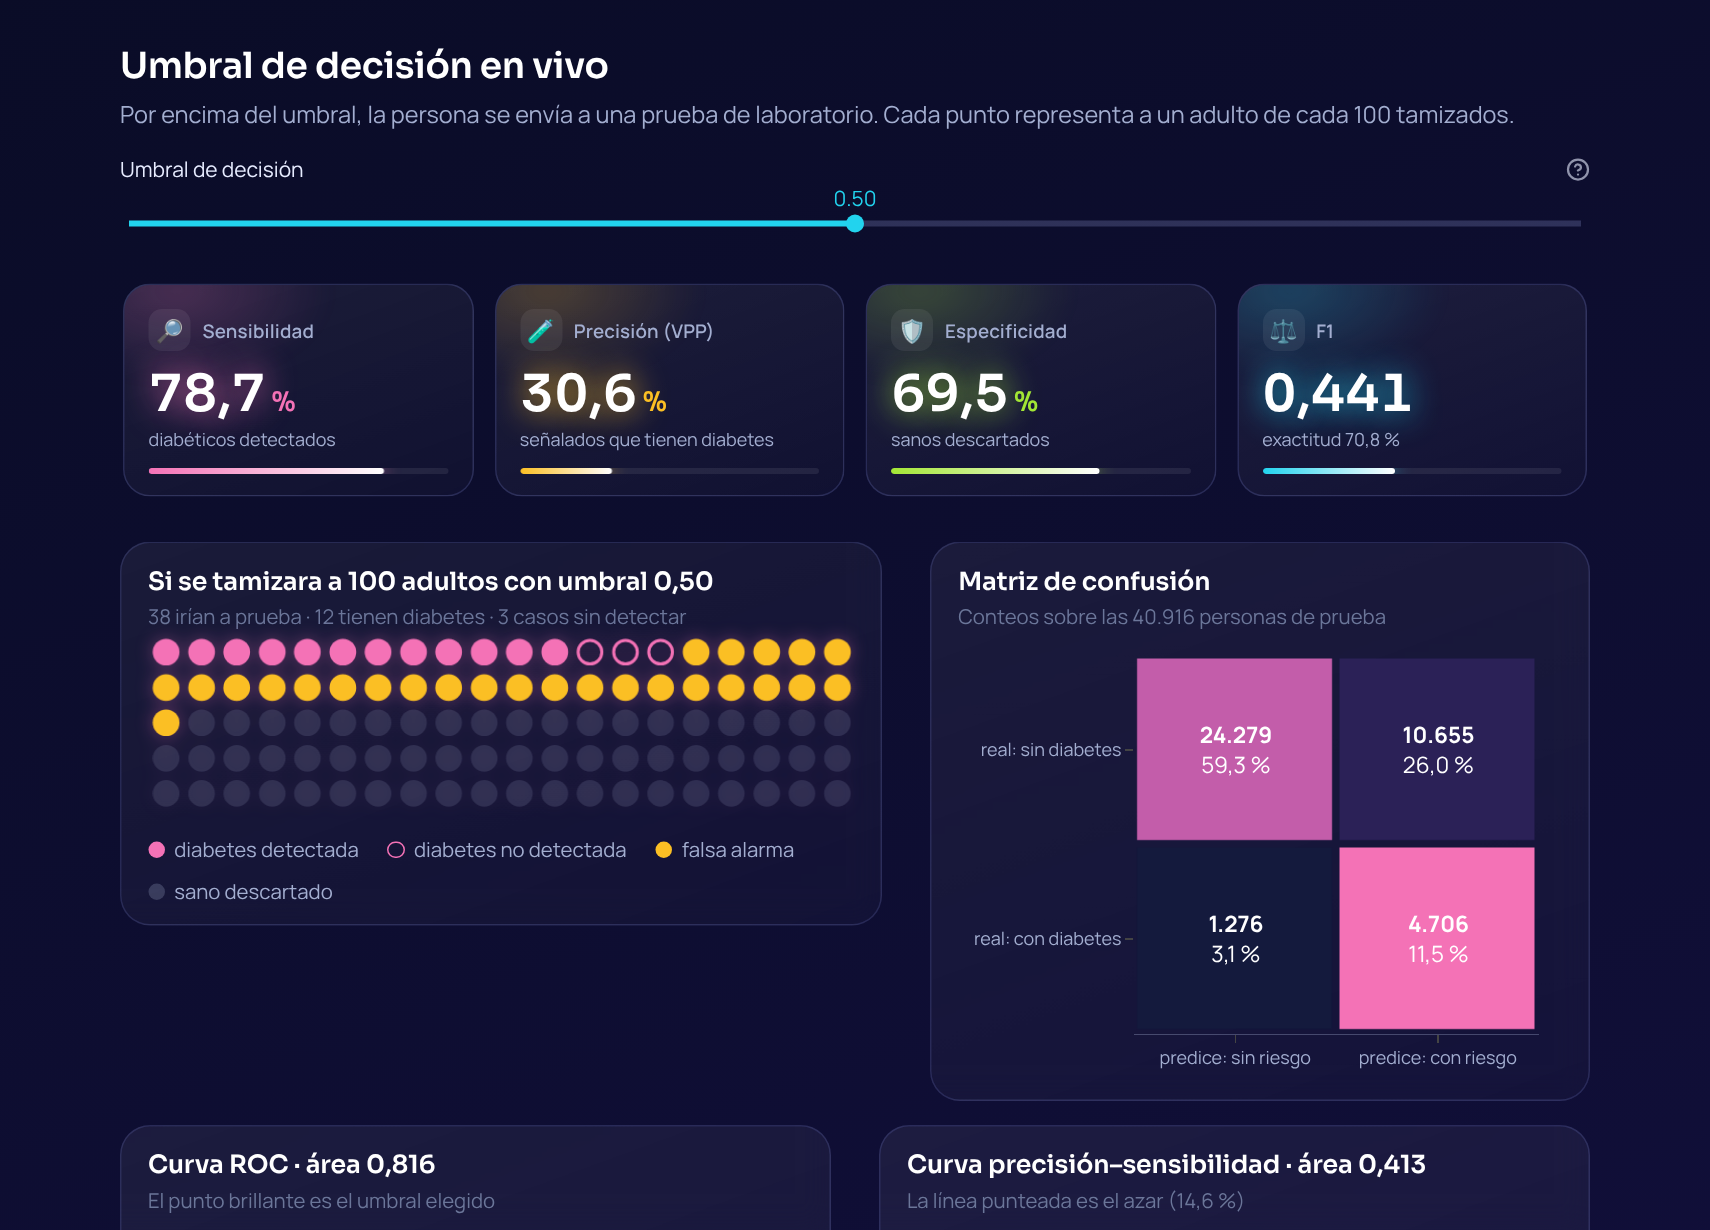 Umbral de decisión en vivo
Por encima del umbral, la persona se envía a una prueba de laboratorio. Cada punto representa a un adulto de cada 100 tamizados.
Umbral de decisión
0.50
Sensibilidad
78,7 %
diabéticos detectados
Precisión (VPP)
30,6 %
señalados que tienen diabetes
Especificidad
69,5 %
sanos descartados
F1
0,441
exactitud 70,8 %
Si se tamizara a 100 adultos con umbral 0,50
38 irían a prueba · 12 tienen diabetes · 3 casos sin detectar
diabetes detectada
diabetes no detectada
falsa alarma
sano descartado
Matriz de confusión
Conteos sobre las 40.916 personas de prueba
real: sin diabetes
24.279
59,3 %
10.655
26,0 %
real: con diabetes
1.276
3,1 %
4.706
11,5 %
predice: sin riesgo
predice: con riesgo
Curva ROC · área 0,816
El punto brillante es el umbral elegido
Curva precisión–sensibilidad · área 0,413
La línea punteada es el azar (14,6 %)